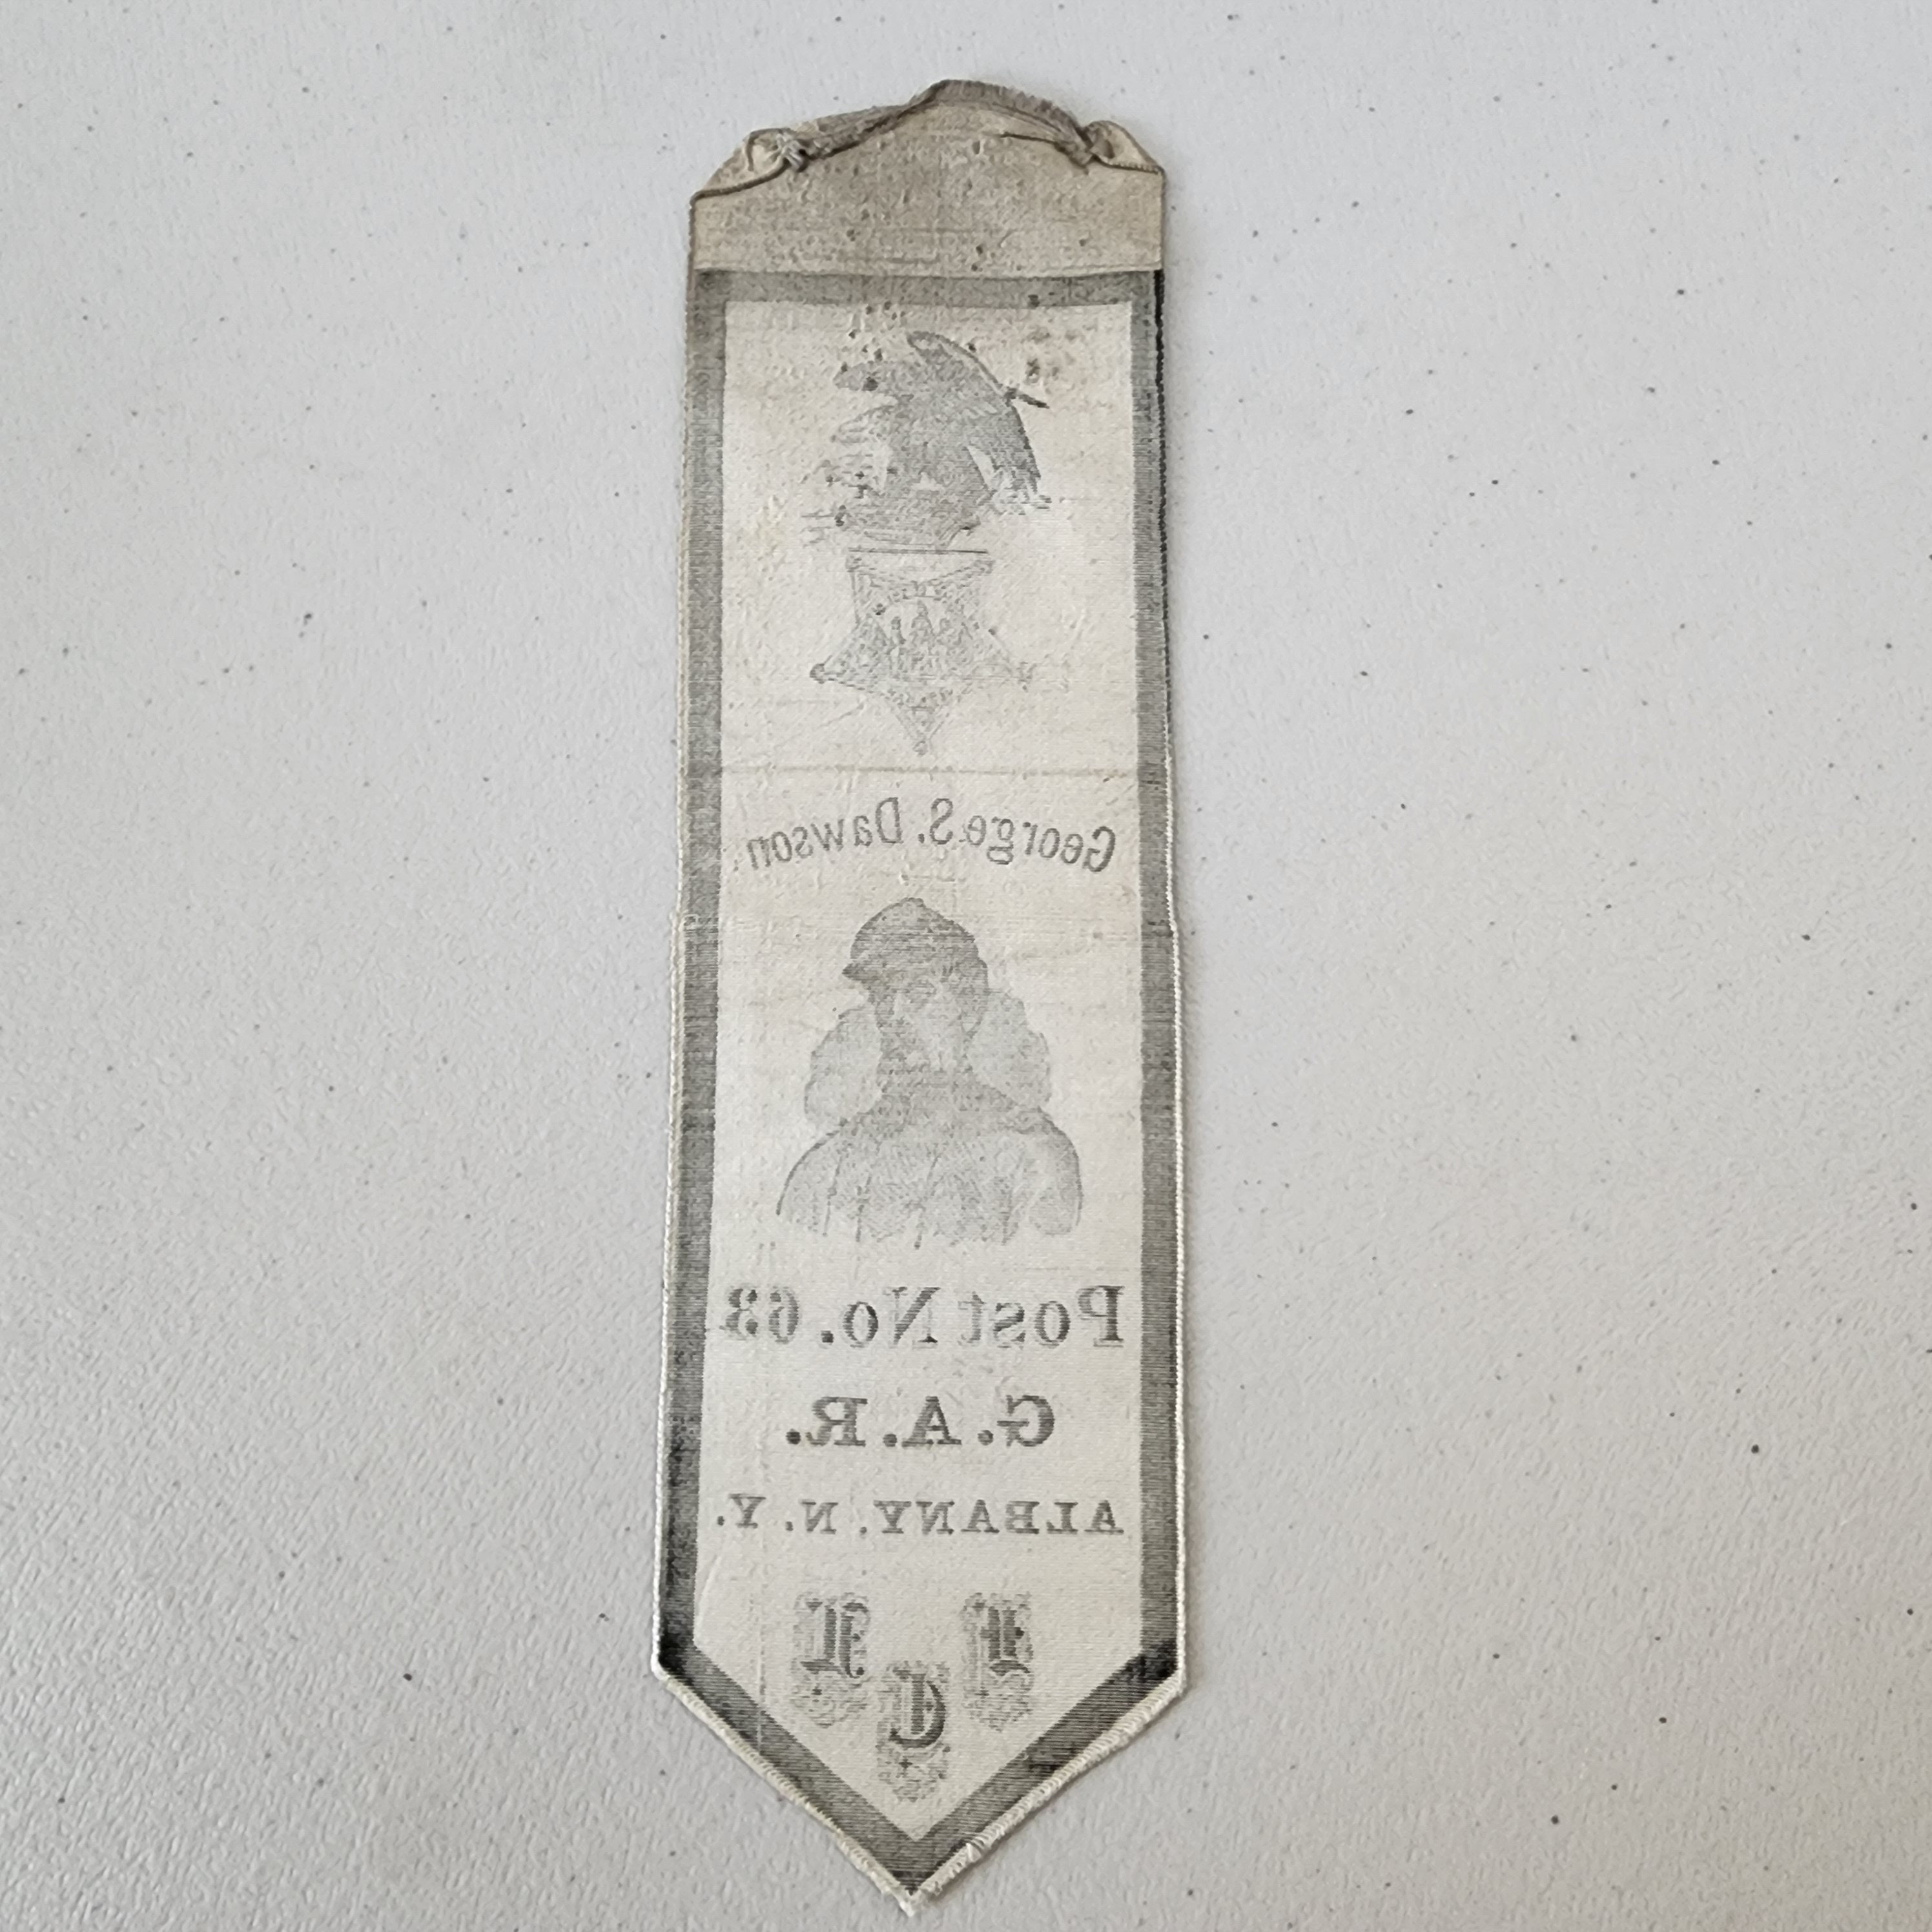 George S. Dawson
Post No. 63
G. A. R.
ALBANY, N. Y.
F C L